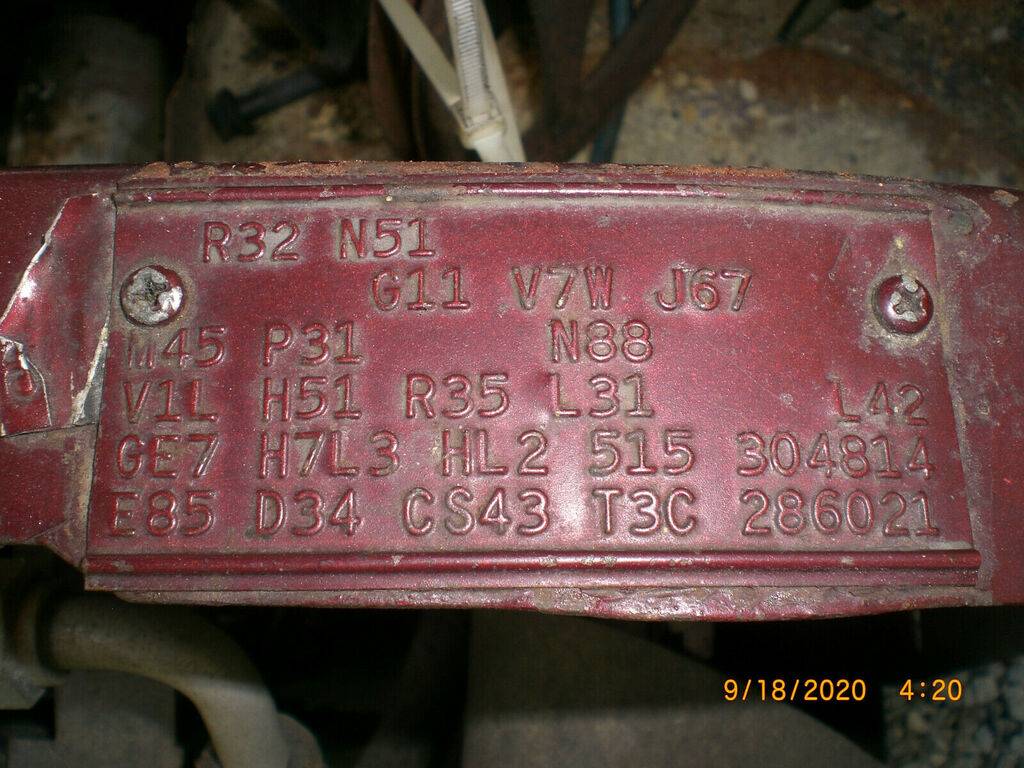 R32 N51
G11 V7W J67
M45 P31 N88
V1L H51 R35 L31 L42
GE7 H7L3 HL2 515 304814
E85 D34 CS43 T3C 286021
9/18/2020 4:20